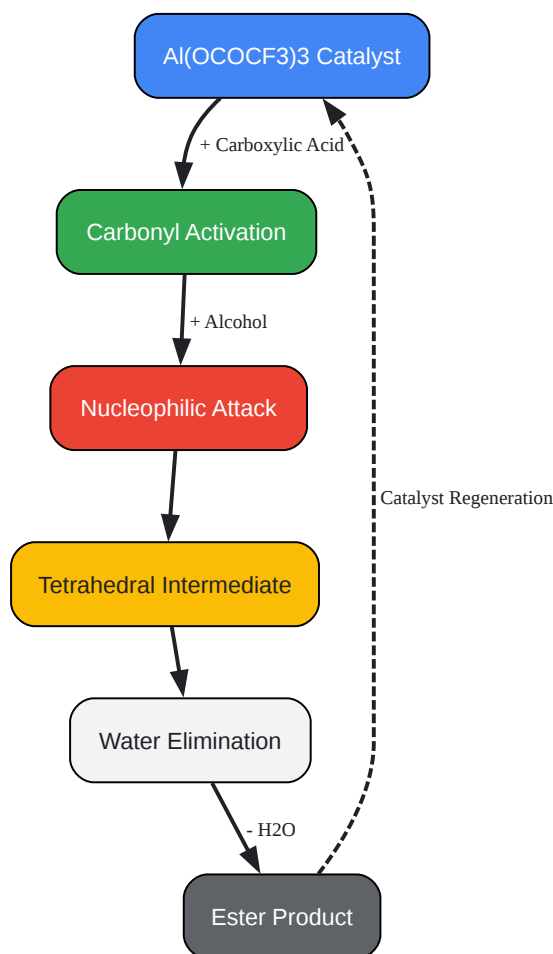 Al(OCOCF3)3 Catalyst
+ Carboxylic Acid
Carbonyl Activation
+ Alcohol
Nucleophilic Attack
Catalyst Regeneration
Tetrahedral Intermediate
Water Elimination
- H2O
Ester Product